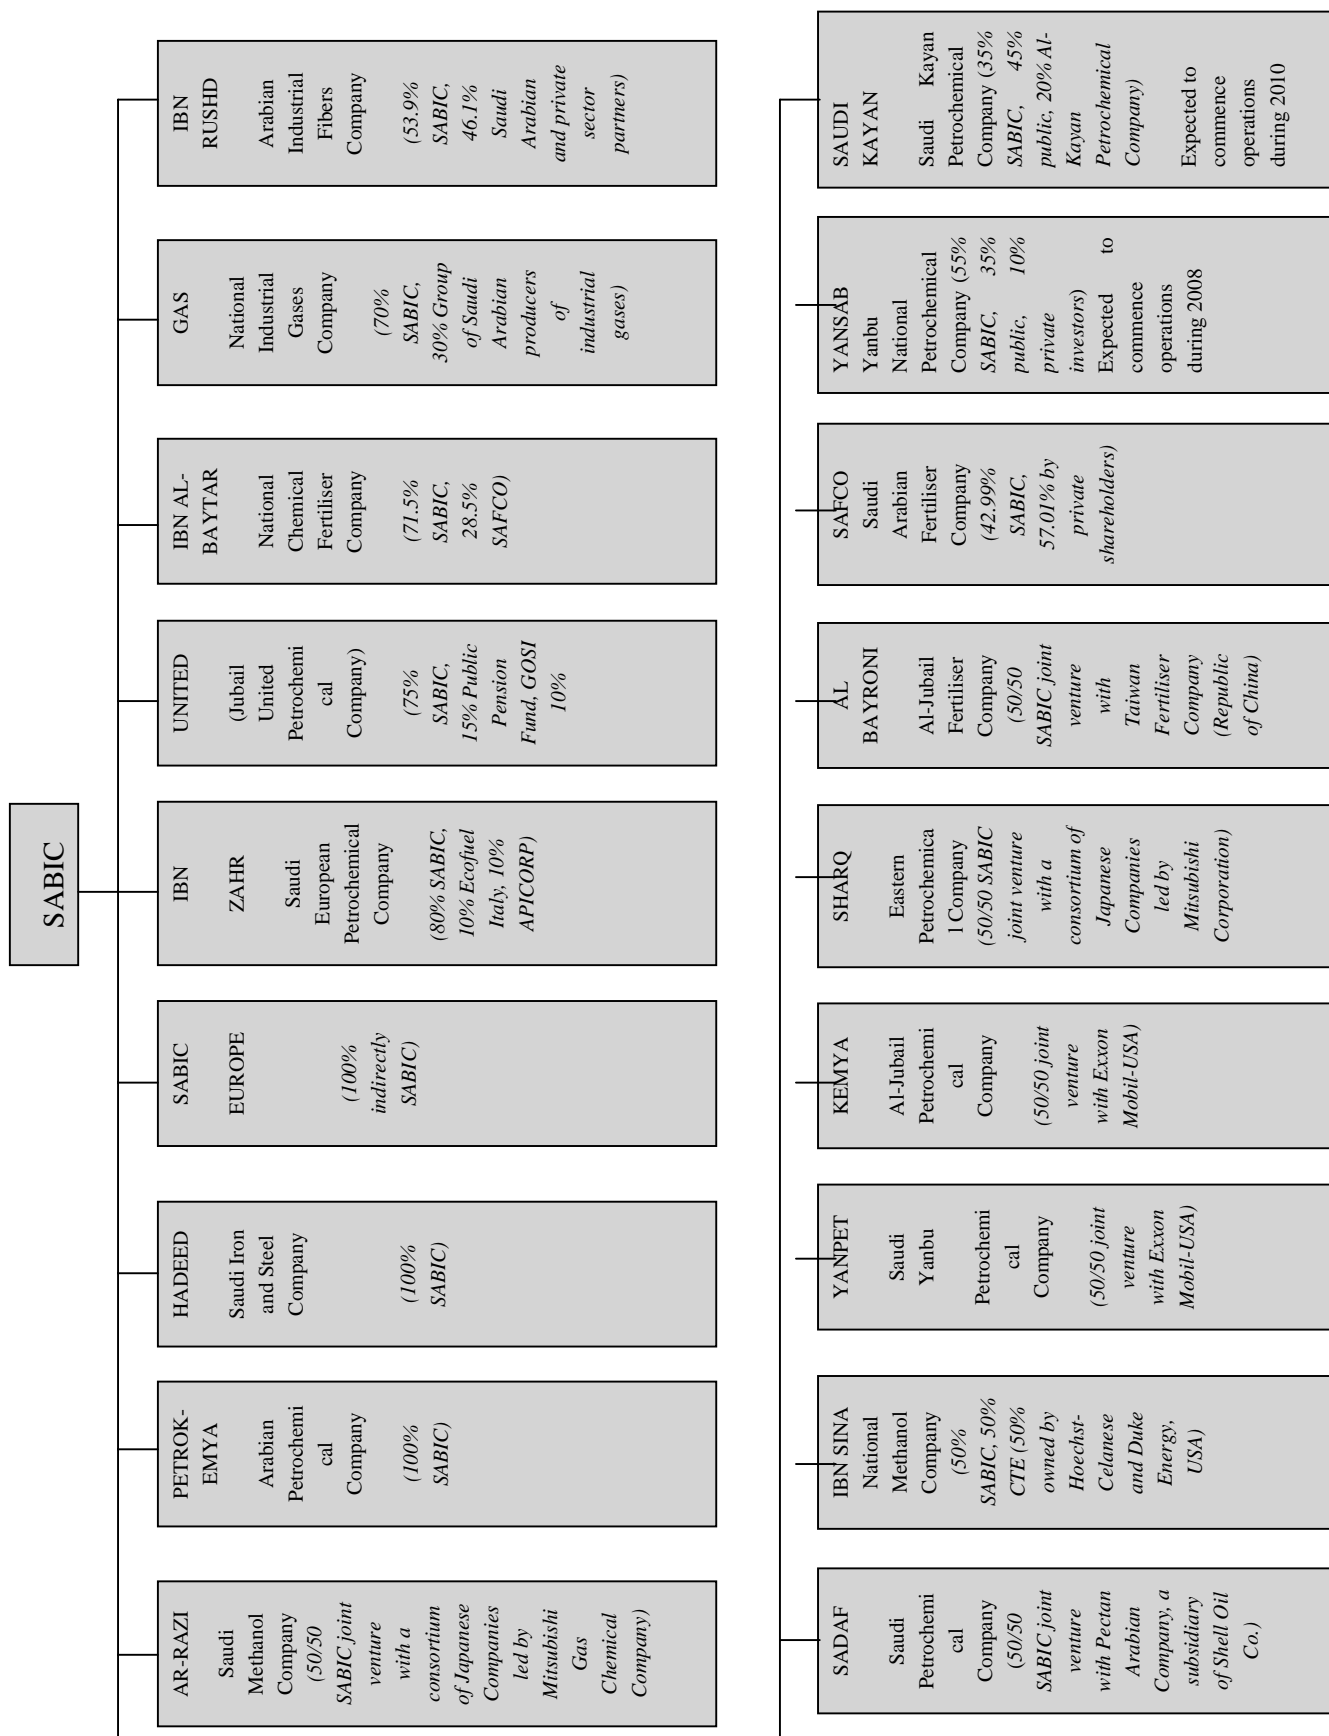 SABIC
AR-RAZI
Saudi
Methanol
Company
(50/50
SABIC joint
venture
with a
consortium
of Japanese
Companies
led by
Mitsubishi
Gas
Chemical
Company)
PETROK-
EMYA
Arabian
Petrochemi
cal
Company
(100%
SABIC)
HADEED
Saudi Iron
and Steel
Company
(100%
SABIC)
SABIC
EUROPE
(100%
indirectly
SABIC)
IBN
ZAHR
Saudi
European
Petrochemical
Company
(80% SABIC,
10% Ecofuel
Italy, 10%
APICORP)
UNITED
(Jubail
United
Petrochemi
cal
Company)
(75%
SABIC,
15% Public
Pension
Fund, GOSI
10%
IBN AL-
BAYTAR
National
Chemical
Fertiliser
Company
(71.5%
SABIC,
28.5%
SAFCO)
GAS
National
Industrial
Gases
Company
(70%
SABIC,
30% Group
of Saudi
Arabian
producers
of
industrial
gases)
IBN
RUSHD
Arabian
Industrial
Fibers
Company
(53.9%
SABIC,
46.1%
Saudi
Arabian
and private
sector
partners)
SADAF
Saudi
Petrochemi
cal
Company
(50/50
SABIC joint
venture
with Pectan
Arabian
Company, a
subsidiary
of Shell Oil
Co.)
IBN SINA
National
Methanol
Company
(50%
SABIC, 50%
CTE (50%
owned by
Hoechst-
Celanese
and Duke
Energy,
USA)
YANPET
Saudi
Yanbu
Petrochemi
cal
Company
(50/50 joint
venture
with Exxon
Mobil-USA)
KEMYA
Al-Jubail
Petrochemi
cal
Company
(50/50 joint
venture
with Exxon
Mobil-USA)
SHARQ
Eastern
Petrochemica
l Company
(50/50 SABIC
joint venture
with a
consortium of
Japanese
Companies
led by
Mitsubishi
Corporation)
AL
BAYRONI
Al-Jubail
Fertiliser
Company
(50/50
SABIC joint
venture
with
Taiwan
Fertiliser
Company
(Republic
of China)
SAFCO
Saudi
Arabian
Fertiliser
Company
(42.99%
SABIC,
57.01% by
private
shareholders)
YANSAB
Yanbu
National
Petrochemical
Company (55%
SABIC, 35%
public, 10%
private
investors)
Expected to
commence
operations
during 2008
SAUDI
KAYAN
Saudi Kayan
Petrochemical
Company (35%
SABIC, 45%
public, 20% Al-
Kayan
Petrochemical
Company)
Expected to
commence
operations
during 2010